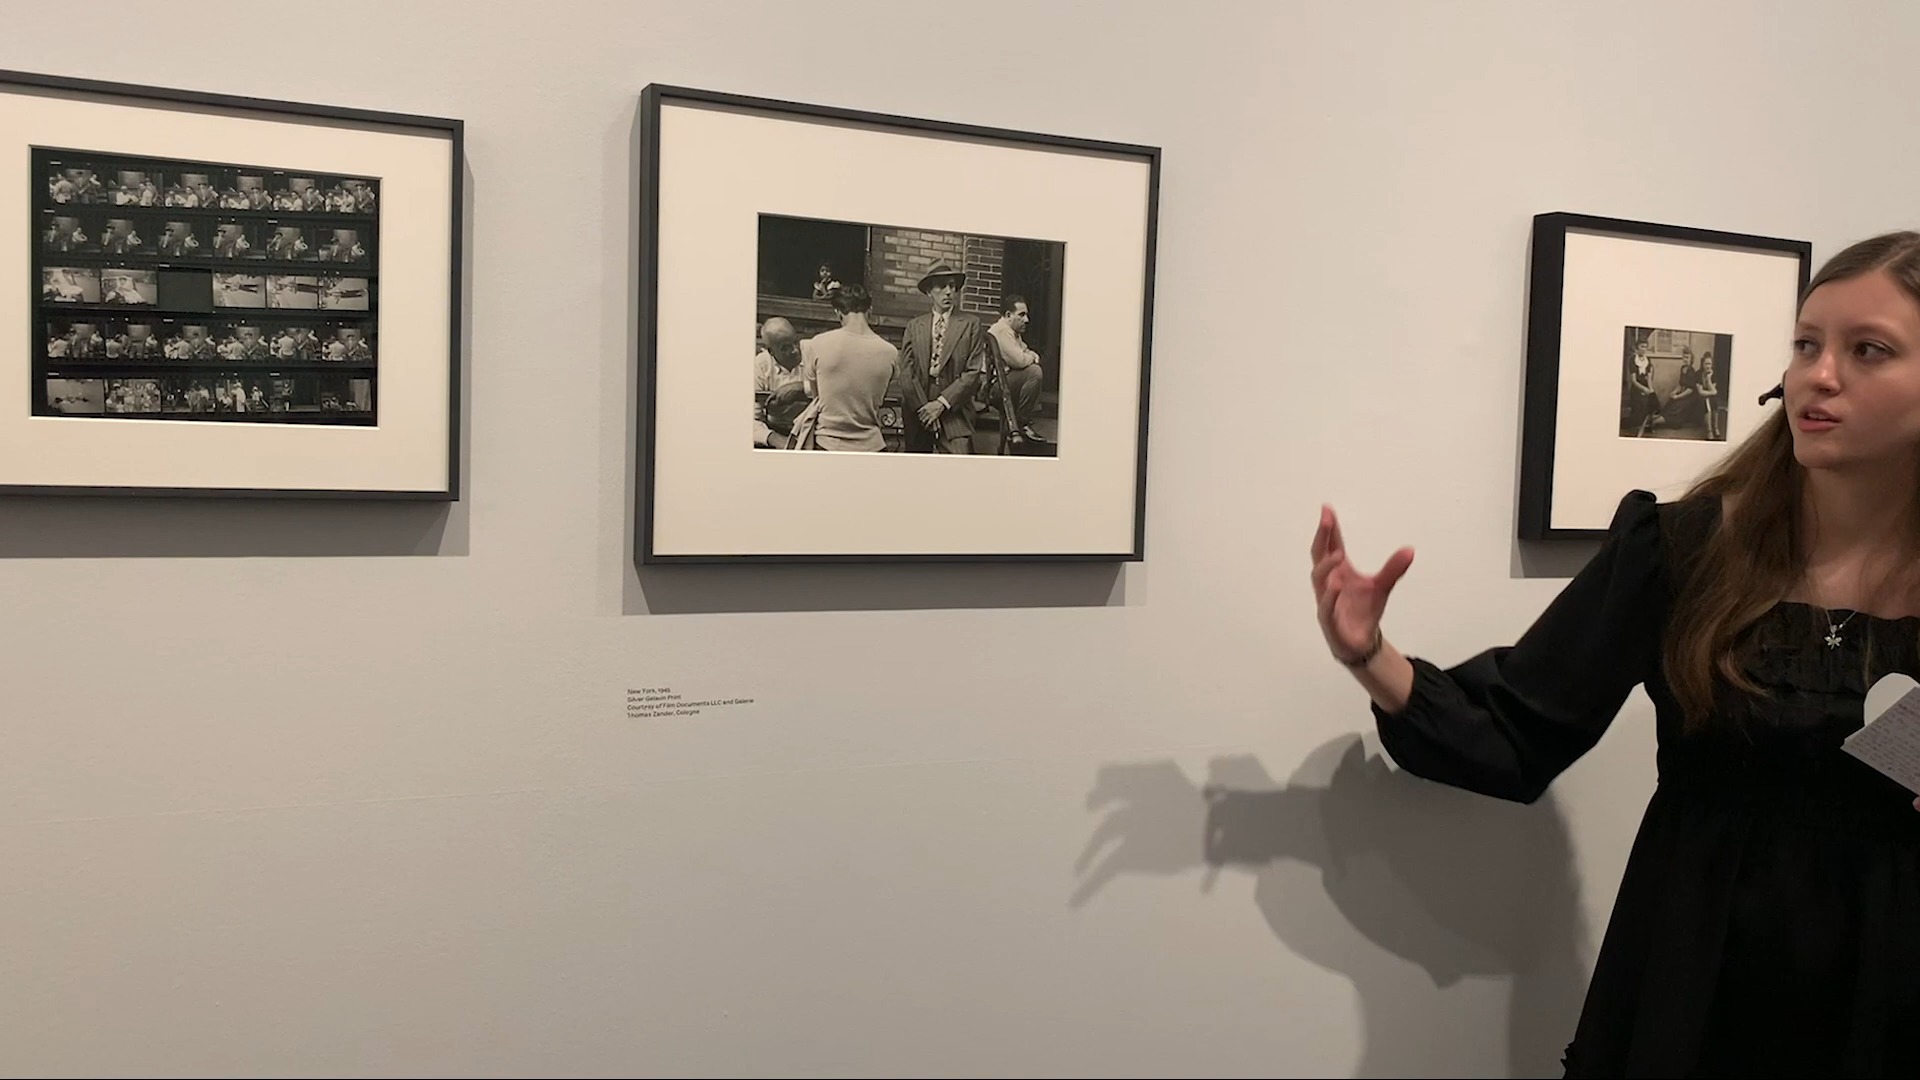 New York, 1945
Silver Gelatin Print
Courtesy of Film Documents LLC and Galerie
Thomas Zander, Cologne